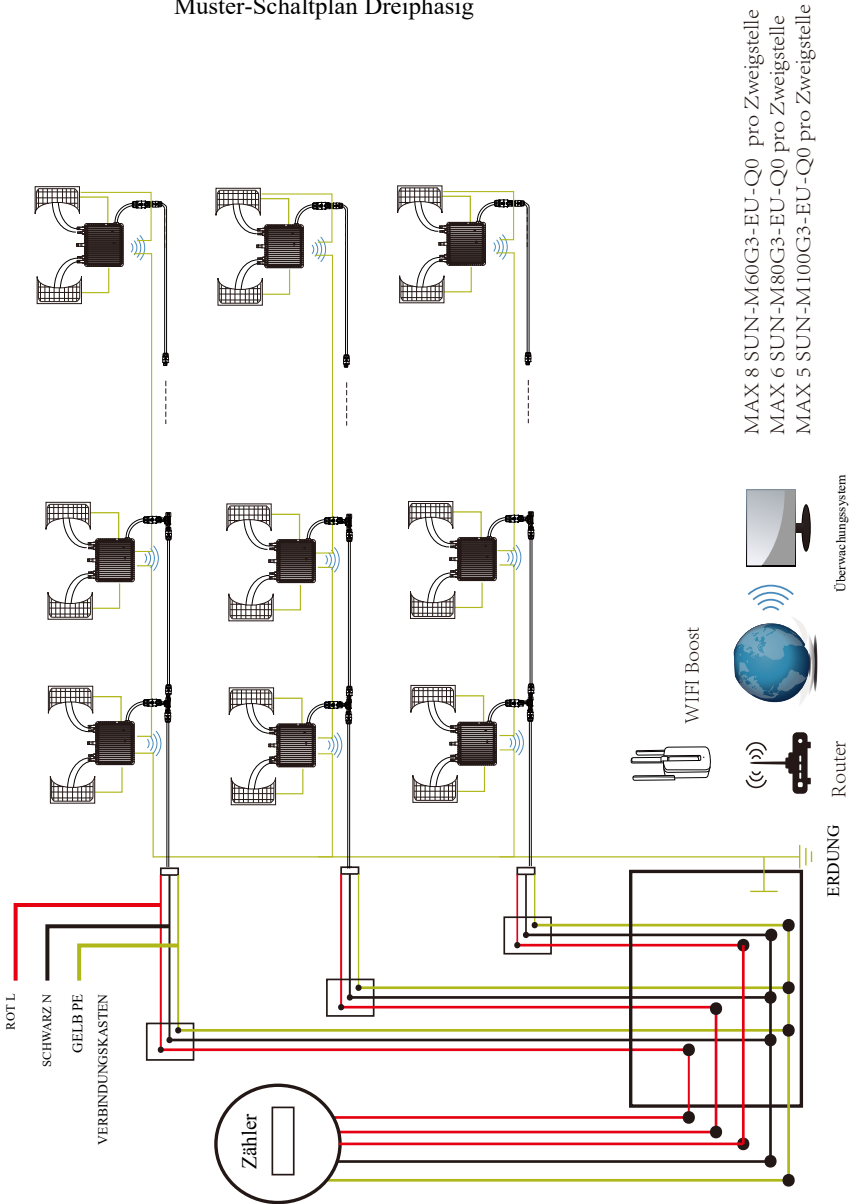 Muster-Schaltplan Dreiphasig
MAX 8 SUN-M60G3-EU-Q0 pro Zweigstelle
MAX 6 SUN-M80G3-EU-Q0 pro Zweigstelle
MAX 5 SUN-M100G3-EU-Q0 pro Zweigstelle
Überwachungssystem
WIFI Boost
Router
ERDUNG
ROT L
SCHWARZ N
GELB PE
VERBINDUNGSKASTEN
Zähler